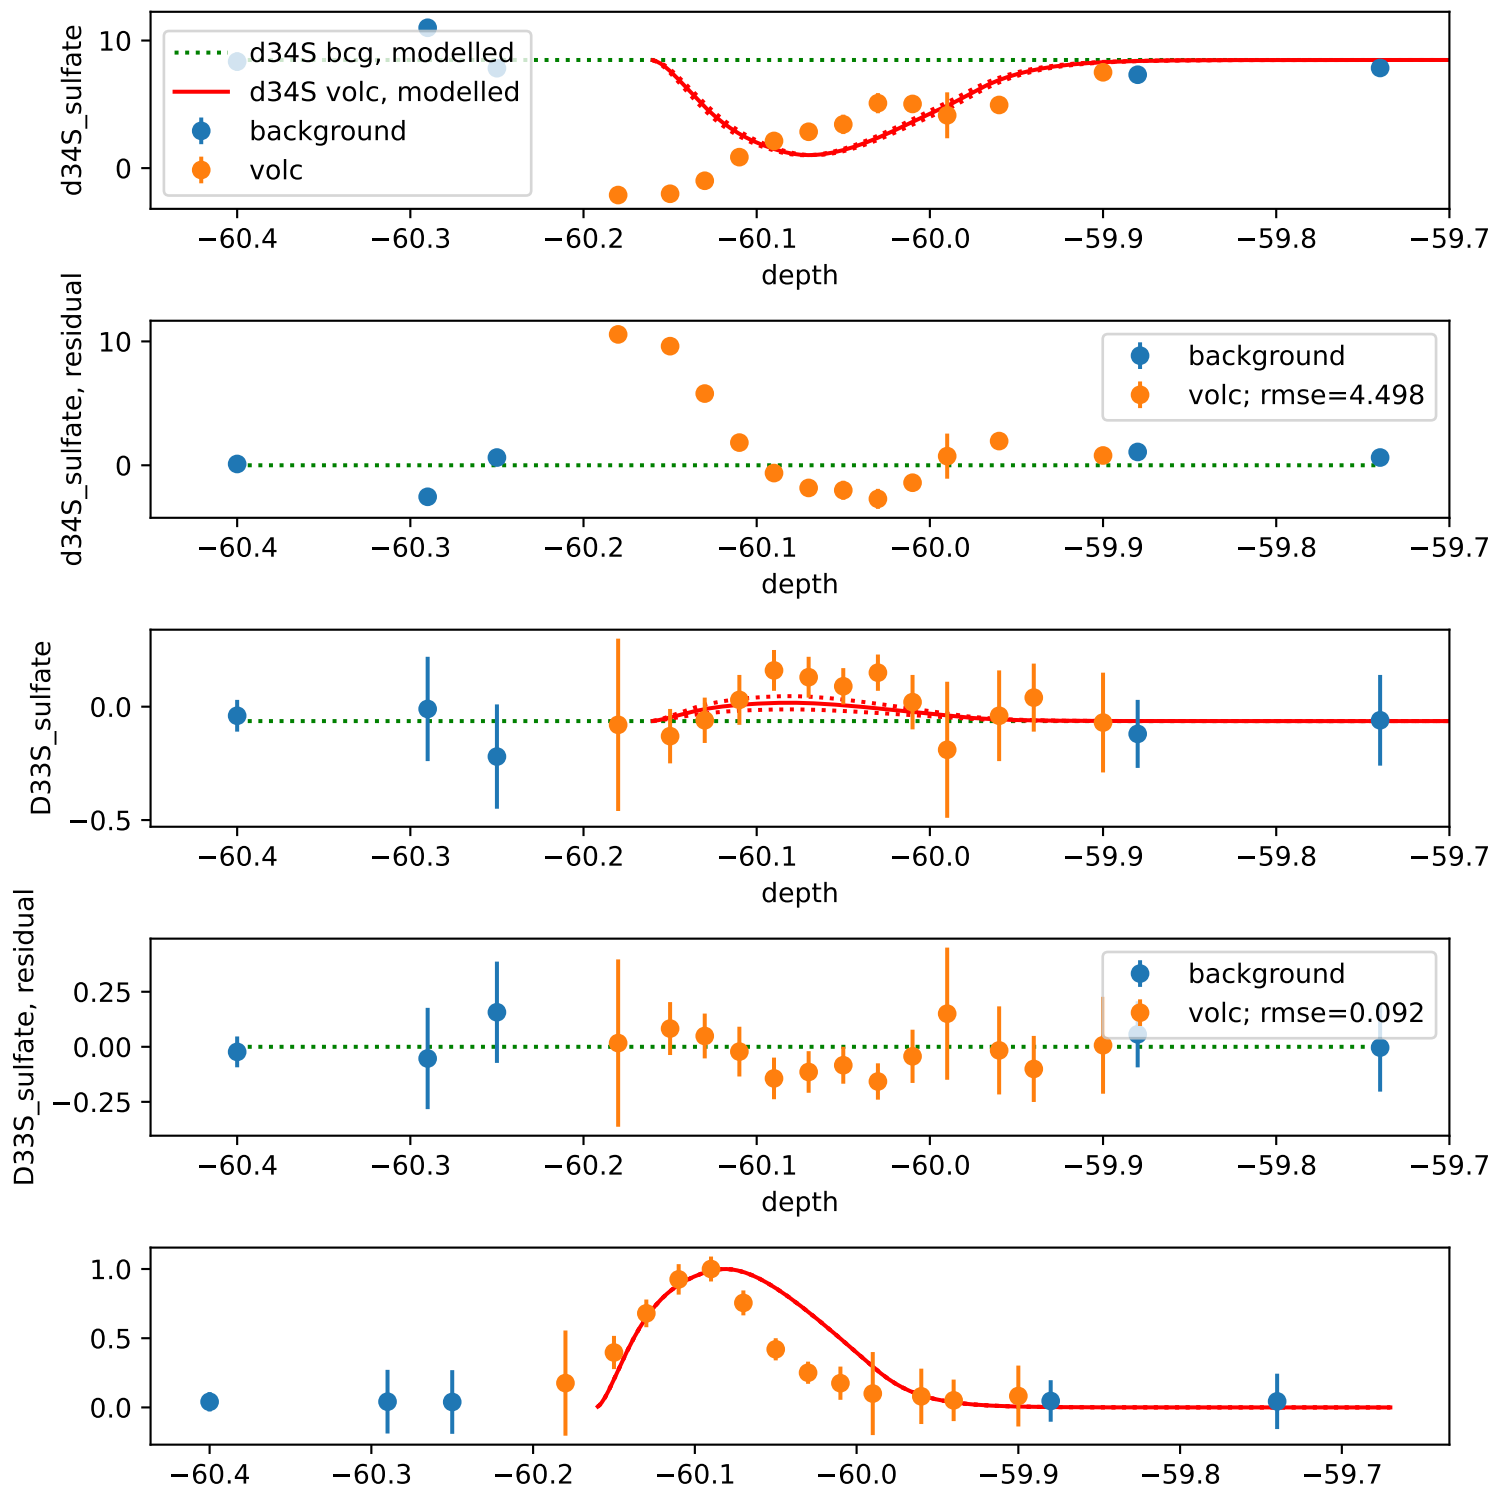 d34S_sulfate
10
0
d34S bcg, modelled
d34S volc, modelled
background
volc
−60.4 −60.3 −60.2 −60.1 −60.0 −59.9 −59.8 −59.7
depth
d34S_sulfate, residual
10
0
background
volc; rmse=4.498
−60.4 −60.3 −60.2 −60.1 −60.0 −59.9 −59.8 −59.7
depth
D33S_sulfate
0.0
−0.5
−60.4 −60.3 −60.2 −60.1 −60.0 −59.9 −59.8 −59.7
depth
D33S_sulfate, residual
0.25
0.00
−0.25
background
volc; rmse=0.092
−60.4 −60.3 −60.2 −60.1 −60.0 −59.9 −59.8 −59.7
depth
1.0
0.5
0.0
−60.4 −60.3 −60.2 −60.1 −60.0 −59.9 −59.8 −59.7